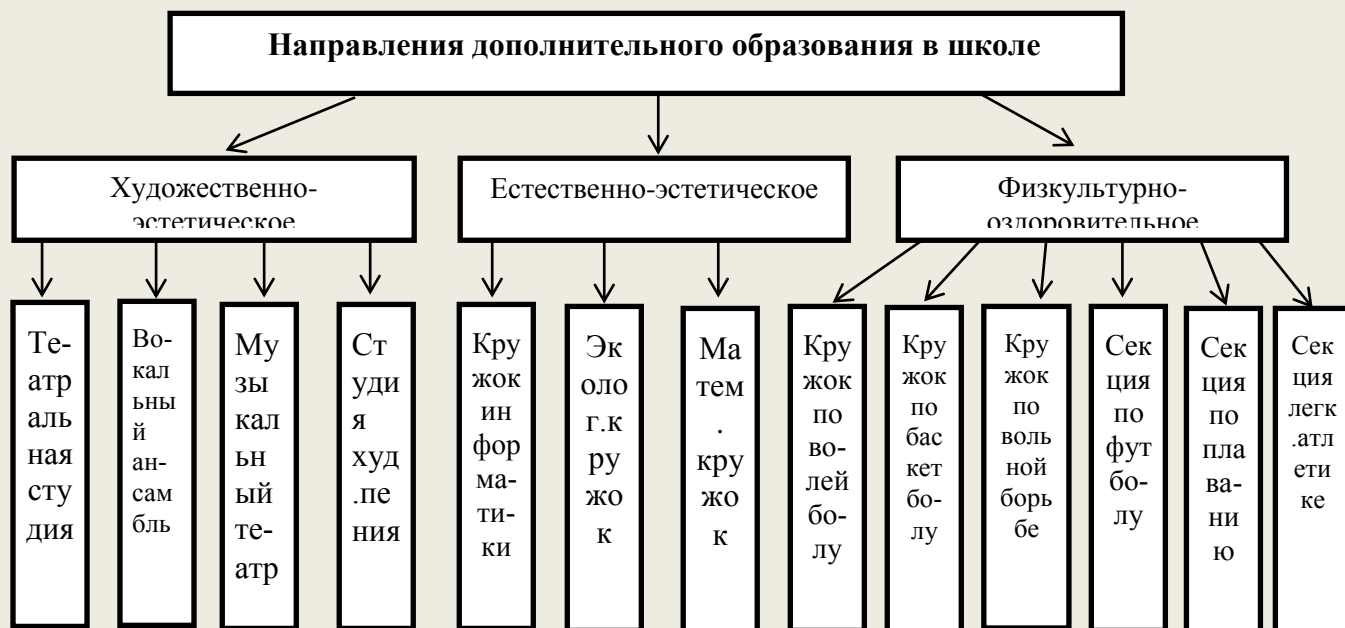 Направления дополнительного образования в школе
Художественно-
эстетическое
Естественно-эстетическое
Физкультурно-
оздоровительное
Те-
атр
аль
ная
сту
дия
Во-
кал
ьны
й
ан-
сам
бль
Му
зы
кал
ьн
ый
те-
атр
Ст
уди
я
худ
.пе
ния
Кру
жок
ин
фор
ма-
ти-
ки
Эк
оло
г.к
ру
жо
к
Ма
тем
.
кру
жо
к
Кру
жок
по
во-
лей
бо-
лу
Кру
жок
по
бас
кет
бо-
лу
Кру
жок
по
воль
ной
борь
бе
Сек
ция
по
фут
бо-
лу
Сек
ция
по
пла
ва-
ни
ю
Сек
ция
легк
.атл
ети
ке